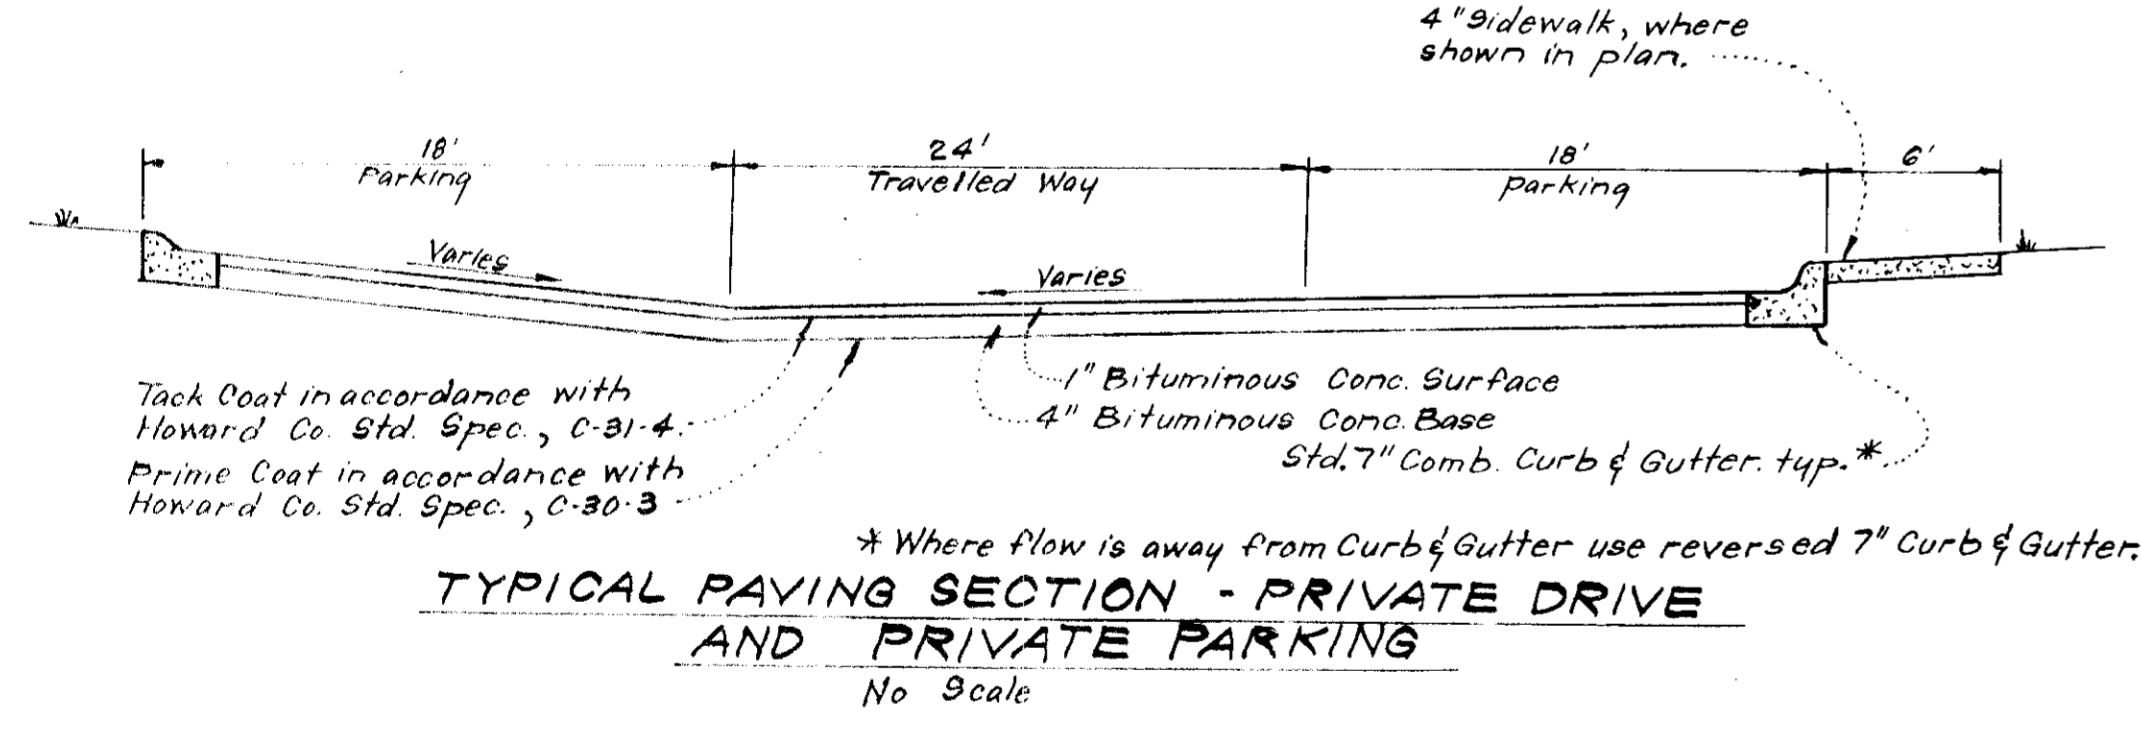 4" Sidewalk, where
shown in plan.
18'
Parking
24'
Travelled Way
18'
Parking
6'
Varies
Varies
Tack Coat in accordance with
Howard Co. Std. Spec., C-31-4.
Prime Coat in accordance with
Howard Co. Std. Spec., C-30-3
1" Bituminous Conc. Surface
4" Bituminous Conc. Base
Std. 7" Comb. Curb & Gutter. typ. *
* Where flow is away from Curb & Gutter use reversed 7" Curb & Gutter.
TYPICAL PAVING SECTION - PRIVATE DRIVE
AND PRIVATE PARKING
No Scale